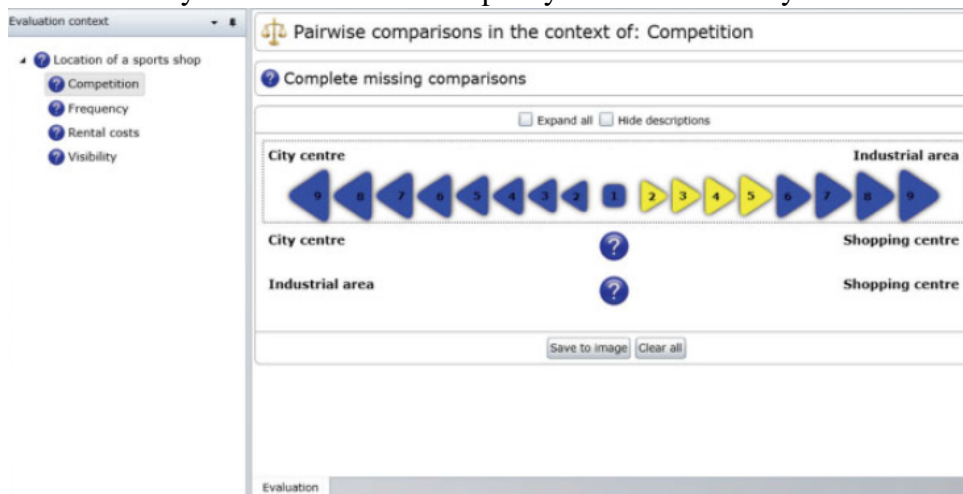 Evaluation context
Location of a sports shop
Competition
Frequency
Rental costs
Visibility
Pairwise comparisons in the context of: Competition
Complete missing comparisons
Expand all Hide descriptions
City centre Industrial area
9 8 7 6 5 4 3 2 1 2 3 4 5 6 7 8 9
City centre ? Shopping centre
Industrial area ? Shopping centre
Save to image Clear all
Evaluation